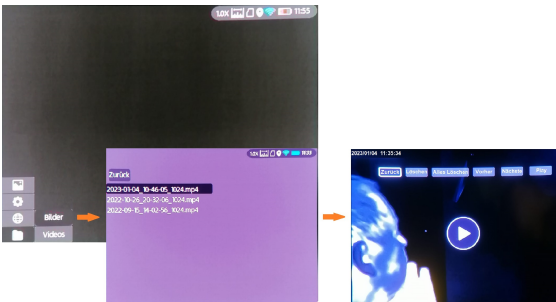 1.0X 11:55
Bilder
Videos
Zurück
2023-01-04_10-46-05_1024.mp4
2022-10-26_20-32-06_1024.mp4
2022-09-15_14-02-56_1024.mp4
2023/01/04 11:35:34
Zurück Löschen Alles Löschen Vorher Nächste Play